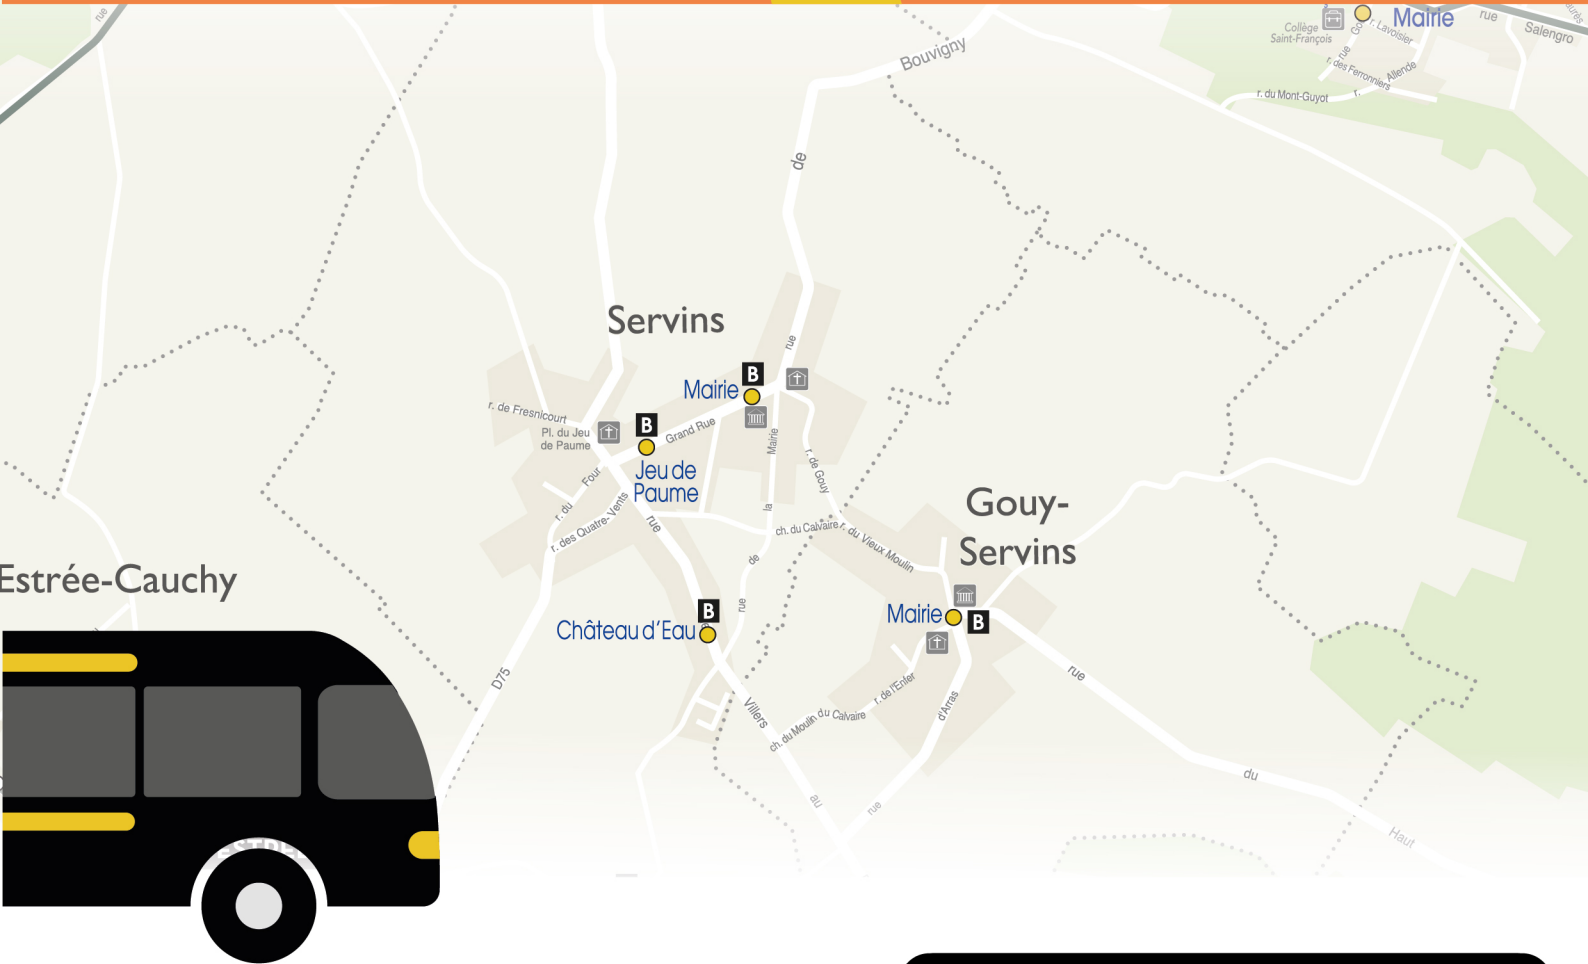 rue
Mairie
rue
Salengro
Collège
Saint-François
r. Lavoisier
rue
Go
r. des Ferronniers
r.
Allende
r. du Mont-Guyot
Bouvigny
de
Servins
rue
B
Mairie
r. de Fresnicourt
Pl. du Jeu
de Paume
B
Grand Rue
Jeu de
Paume
Mairie
r. de Gouy
r. du
Four
r. des Quatre-Vents
rue
la
ch. du Calvaire
r. du Vieux Moulin
Gouy-
Servins
de
rue
Estrée-Cauchy
B
Château d'Eau
Mairie
B
D75
rue
r. de l'Enfer
d'Arras
Villers
ch. du Moulin du Calvaire
du
au
rue
Haut